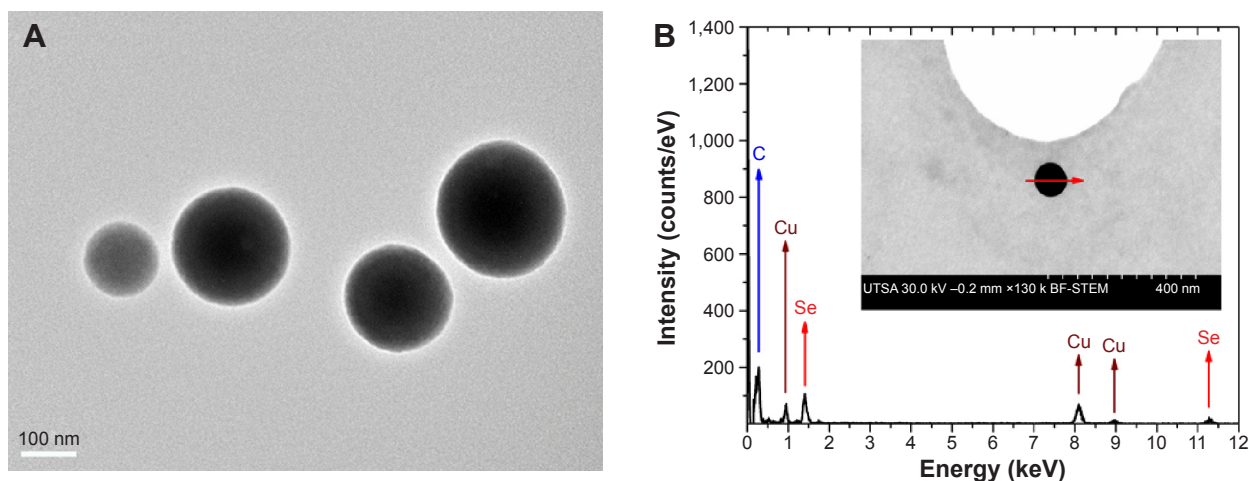 A
100 nm
B
Intensity (counts/eV)
1,400
1,200
1,000
800
600
400
200
C
Cu
Se
Cu
Cu
Se
UTSA 30.0 kV –0.2 mm ×130 k BF-STEM 400 nm
0 1 2 3 4 5 6 7 8 9 10 11 12
Energy (keV)